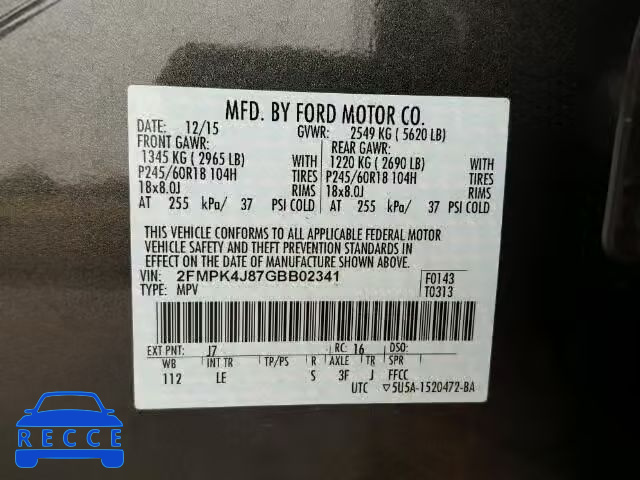 MFD. BY FORD MOTOR CO.
DATE: 12/15 GVWR: 2549 KG ( 5620 LB)
FRONT GAWR: REAR GAWR:
1345 KG ( 2965 LB) WITH 1220 KG ( 2690 LB) WITH
P245/60R18 104H TIRES P245/60R18 104H TIRES
18x8.0J RIMS 18x8.0J RIMS
AT 255 kPa/ 37 PSI COLD AT 255 kPa/ 37 PSI COLD
THIS VEHICLE CONFORMS TO ALL APPLICABLE FEDERAL MOTOR
VEHICLE SAFETY BUMPER, AND THEFT PREVENTION STANDARDS IN
EFFECT ON THE DATE OF MANUFACTURE SHOWN ABOVE.
VIN: 2FMPK4J87GBB02341 F0143
TYPE: MPV T0313
EXT PNT: J7 RC: 16 DSO:
WB INT TR TP/PS R AXLE TR SPR
112 LE S 3F J FFCC
UTC ▽5U5A-1520472-BA